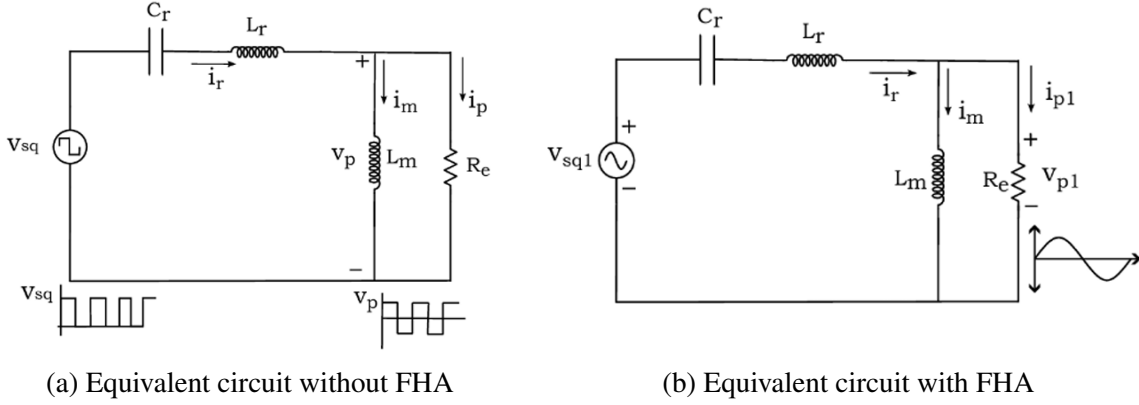 Cr
Lr
ir
+
im
ip
vsq
vp
Lm
Re
−
vsq
vp
(a) Equivalent circuit without FHA
Cr
Lr
ir
im
ip1
+
vsq1
−
Lm
Re
+
vp1
−
(b) Equivalent circuit with FHA